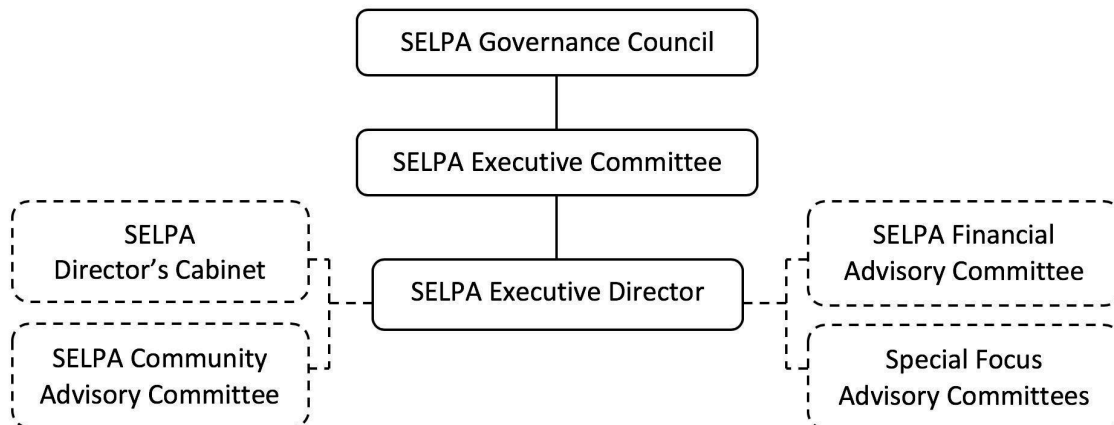 SELPA Governance Council
SELPA Executive Committee
SELPA
Director’s Cabinet
SELPA Community
Advisory Committee
SELPA Executive Director
SELPA Financial
Advisory Committee
Special Focus
Advisory Committees